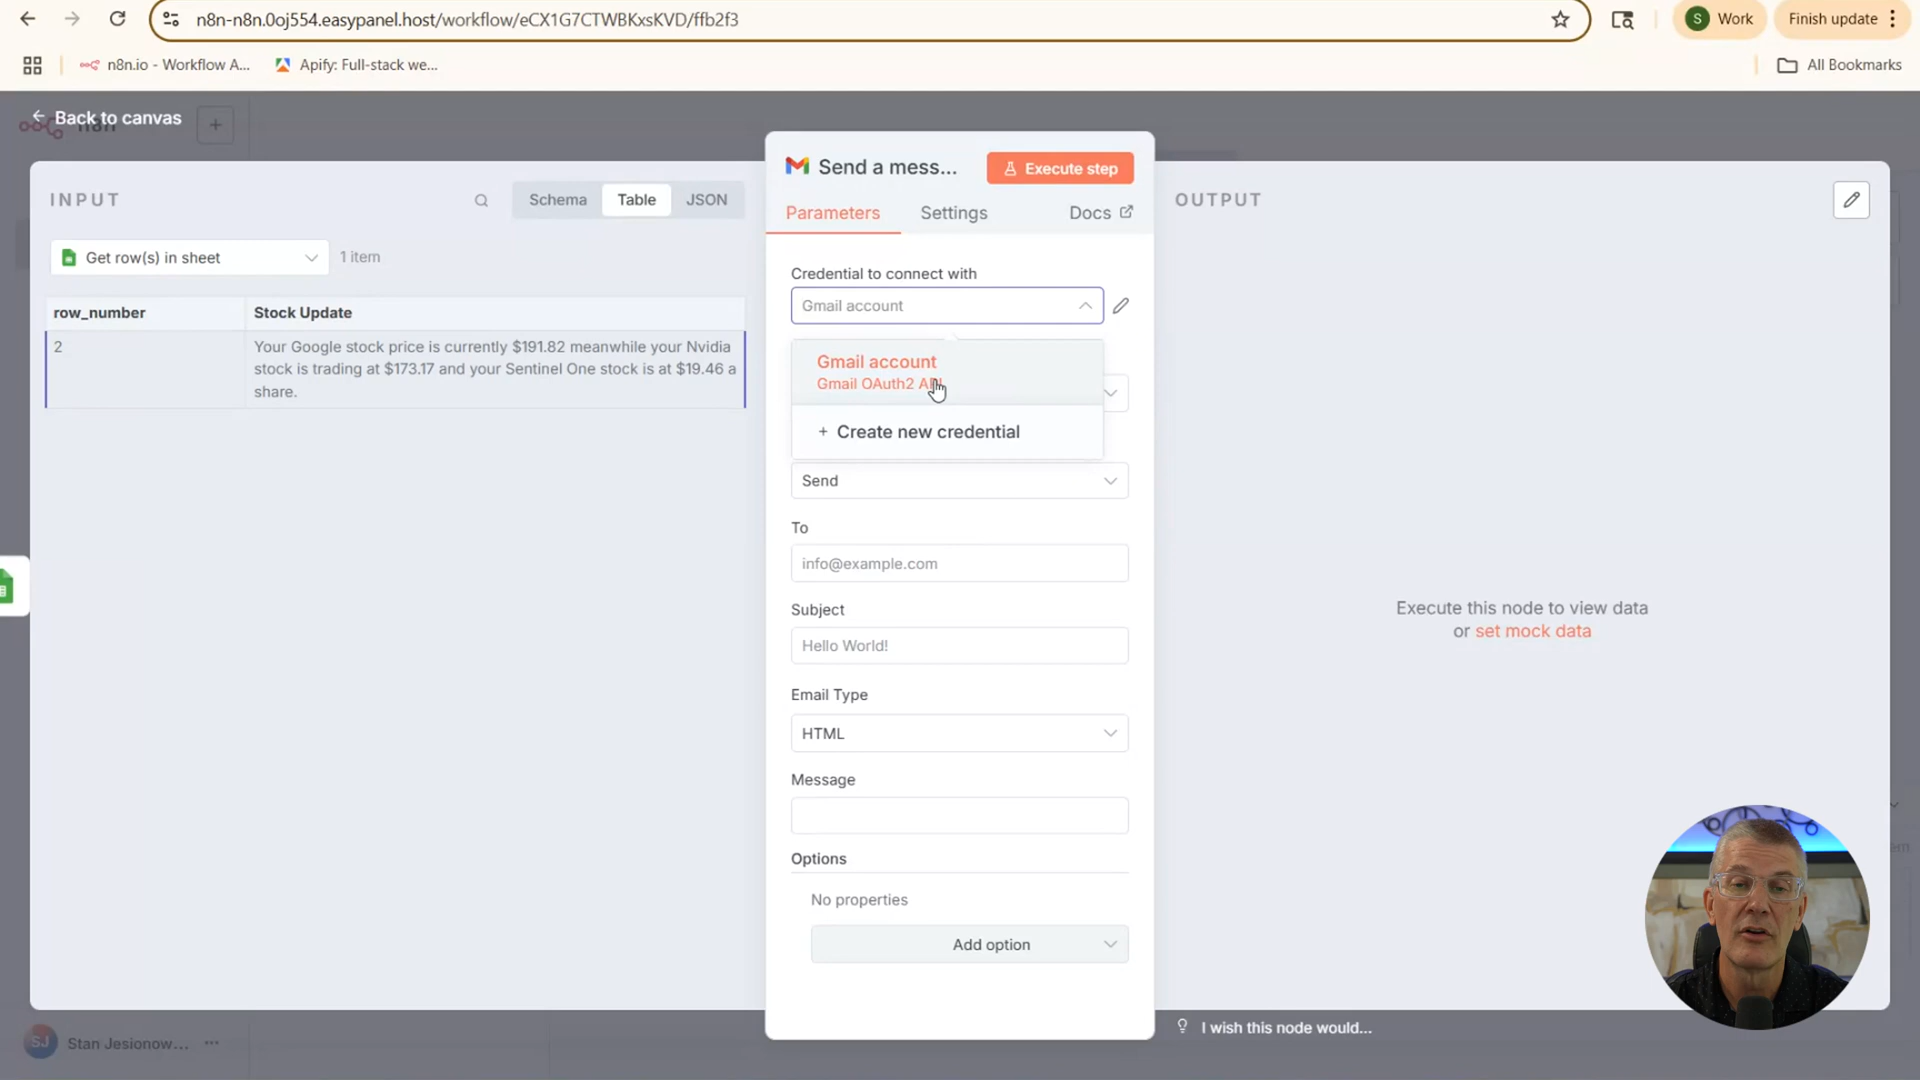 n8n-n8n.0oj554.easypanel.host/workflow/eCX1G7CTWBKxsKVD/ffb2f3
S
Work
Finish update
n8n.io - Workflow A...
Apify: Full-stack we...
All Bookmarks
Back to canvas
n8n
Send a mess...
Execute step
INPUT
Schema
Table
JSON
Parameters
Settings
Docs
OUTPUT
Get row(s) in sheet
1 item
Credential to connect with
Gmail account
row_number
Stock Update
2
Your Google stock price is currently $191.82 meanwhile your Nvidia
stock is trading at $173.17 and your Sentinel One stock is at $19.46 a
share.
Gmail account
Gmail OAuth2 API
+ Create new credential
Send
To
info@example.com
Subject
Hello World!
Email Type
HTML
Message
Options
No properties
Add option
Execute this node to view data
or set mock data
I wish this node would...
SJ
Stan Jesionow...